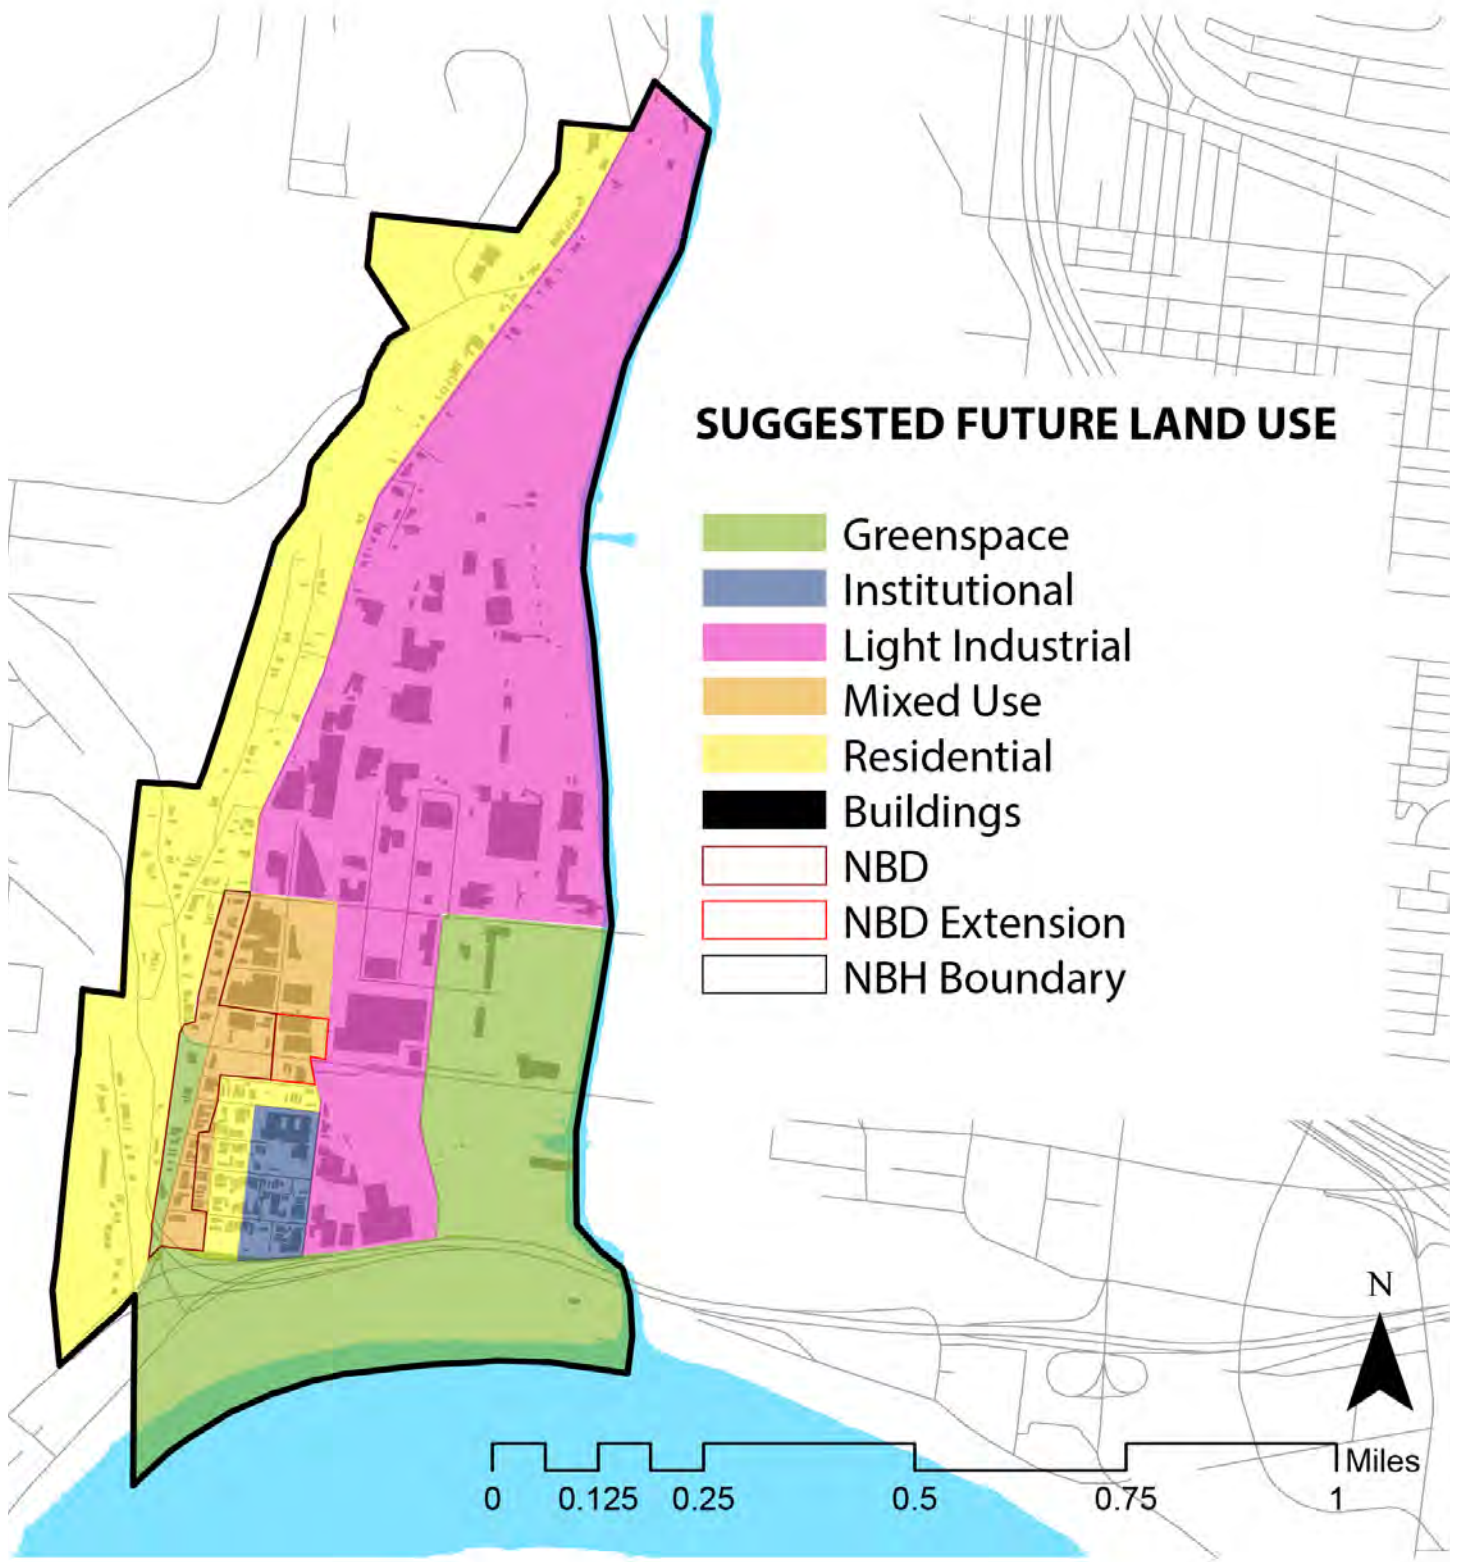 SUGGESTED FUTURE LAND USE
Greenspace
Institutional
Light Industrial
Mixed Use
Residential
Buildings
NBD
NBD Extension
NBH Boundary
N
Miles
0 0.125 0.25 0.5 0.75 1